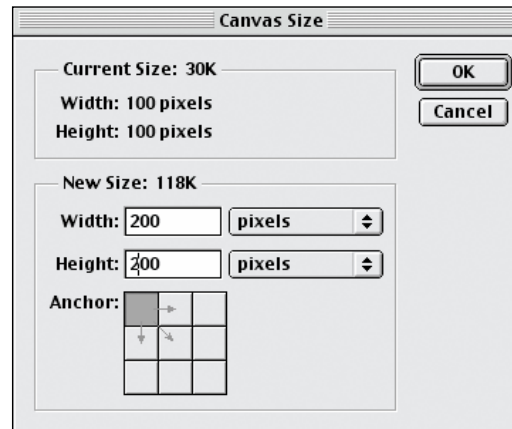 Canvas Size
Current Size: 30K
Width: 100 pixels
Height: 100 pixels
OK
Cancel
New Size: 118K
Width: 200 pixels
Height: 200 pixels
Anchor: